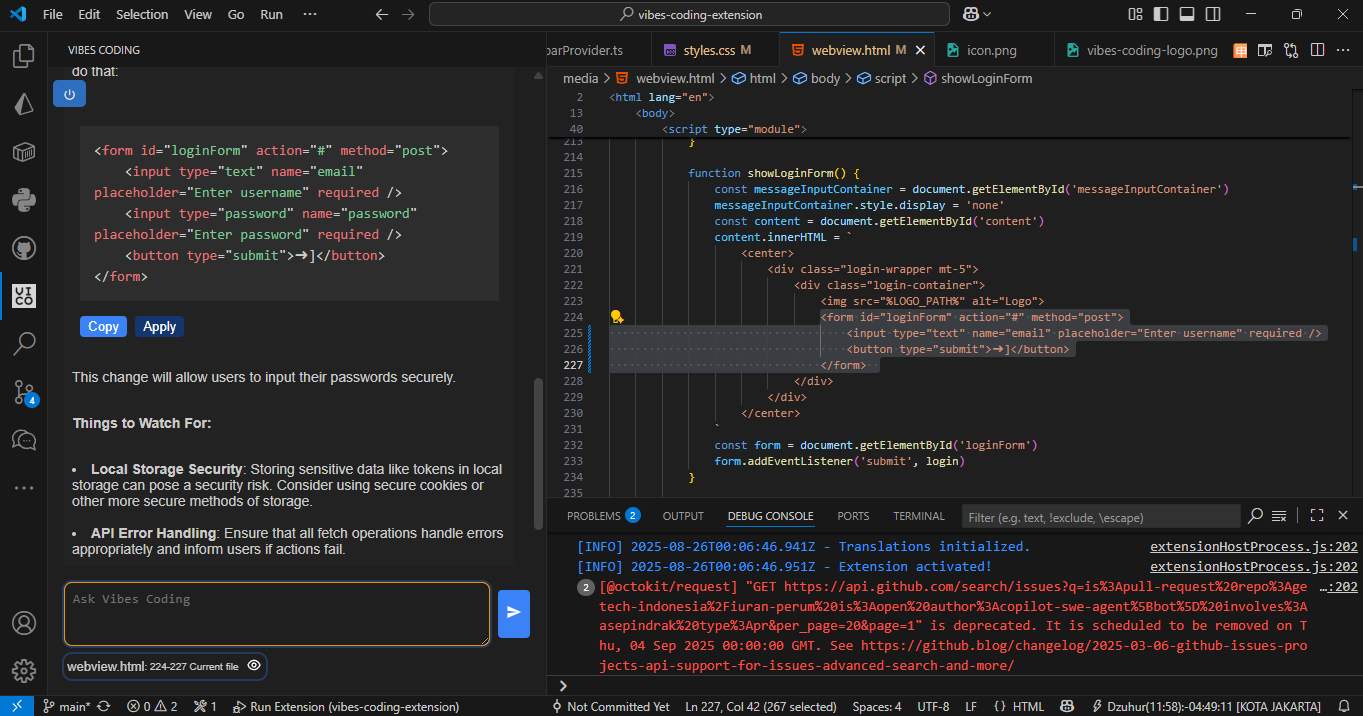 File Edit Selection View Go Run ··· vibes-coding-extension
VIBES CODING
do that:
<form id="loginForm" action="#" method="post">
<input type="text" name="email"
placeholder="Enter username" required />
<input type="password" name="password"
placeholder="Enter password" required />
<button type="submit">➜]</button>
</form>
Copy Apply
This change will allow users to input their passwords securely.
Things to Watch For:
• Local Storage Security: Storing sensitive data like tokens in local
storage can pose a security risk. Consider using secure cookies or
other more secure methods of storage.
• API Error Handling: Ensure that all fetch operations handle errors
appropriately and inform users if actions fail.
Ask Vibes Coding
webview.html: 224-227 Current file
VI
CO
4
barProvider.ts styles.css M webview.html M icon.png vibes-coding-logo.png
media > webview.html > html > body > script > showLoginForm
2 <html lang="en">
13 <body>
40 <script type="module">
213 }
214
215 function showLoginForm() {
216 const messageInputContainer = document.getElementById('messageInputContainer')
217 messageInputContainer.style.display = 'none'
218 const content = document.getElementById('content')
219 content.innerHTML = `
220 <center>
221 <div class="login-wrapper mt-5">
222 <div class="login-container">
223 <img src="%LOGO_PATH%" alt="Logo">
224 <form id="loginForm" action="#" method="post">
225 <input type="text" name="email" placeholder="Enter username" required />
226 <button type="submit">➜]</button>
227 </form>
228 </div>
229 </div>
230 </center>
231 `
232 const form = document.getElementById('loginForm')
233 form.addEventListener('submit', login)
234 }
235
PROBLEMS 2 OUTPUT DEBUG CONSOLE PORTS TERMINAL Filter (e.g. text, !exclude, \escape)
[INFO] 2025-08-26T00:06:46.941Z - Translations initialized. extensionHostProcess.js:202
[INFO] 2025-08-26T00:06:46.951Z - Extension activated! extensionHostProcess.js:202
2 [@octokit/request] "GET https://api.github.com/search/issues?q=is%3Apull-request%20repo%3Age …:202
tech-indonesia%2Fiuran-perum%20is%3Aopen%20author%3Acopilot-swe-agent%5Bbot%5D%20involves%3A
asepindrak%20type%3Apr&per_page=20&page=1" is deprecated. It is scheduled to be removed on T
hu, 04 Sep 2025 00:00:00 GMT. See https://github.blog/changelog/2025-03-06-github-issues-pro
jects-api-support-for-issues-advanced-search-and-more/
>
main* 0 2 1 Run Extension (vibes-coding-extension) Not Committed Yet Ln 227, Col 42 (267 selected) Spaces: 4 UTF-8 LF {} HTML Dzuhur(11:58):-04:49:11 [KOTA JAKARTA]